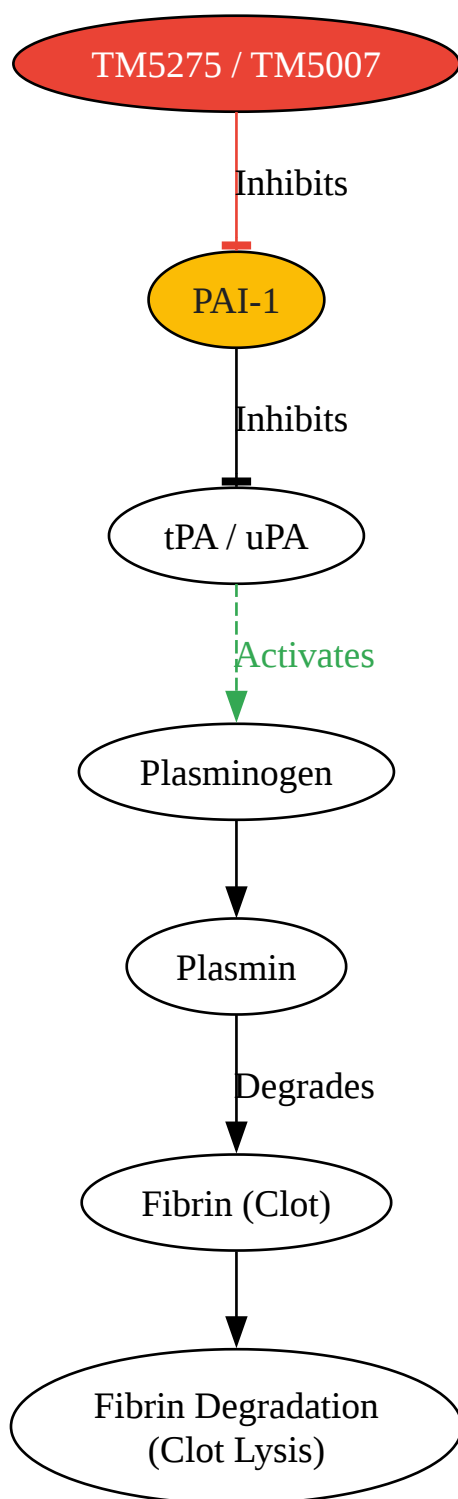 TM5275 / TM5007
Inhibits
PAI-1
Inhibits
tPA / uPA
Activates
Plasminogen
Plasmin
Degrades
Fibrin (Clot)
Fibrin Degradation
(Clot Lysis)